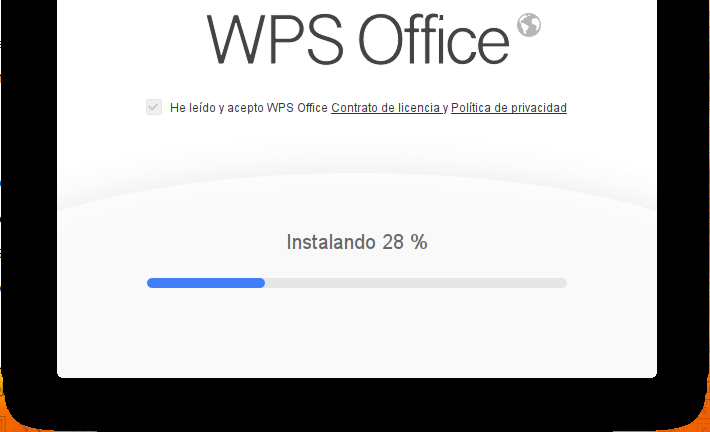 WPS Office
He leído y acepto WPS Office Contrato de licencia y Política de privacidad
Instalando 28 %